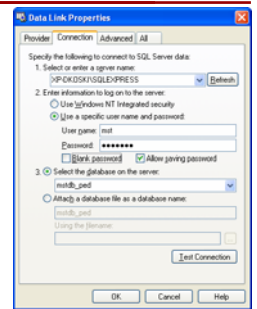 Data Link Properties
Provider Connection Advanced All
Specify the following to connect to SQL Server data:
1. Select or enter a server name:
XP-DKOSKI\SQLEXPRESS Refresh
2. Enter information to log on to the server:
Use Windows NT Integrated security
Use a specific user name and password:
User name: mst
Password: •••••••
Blank password Allow saving password
3. Select the database on the server:
mstdb_ped
Attach a database file as a database name:
mstdb_ped
Using the filename:
...
Test Connection
OK Cancel Help